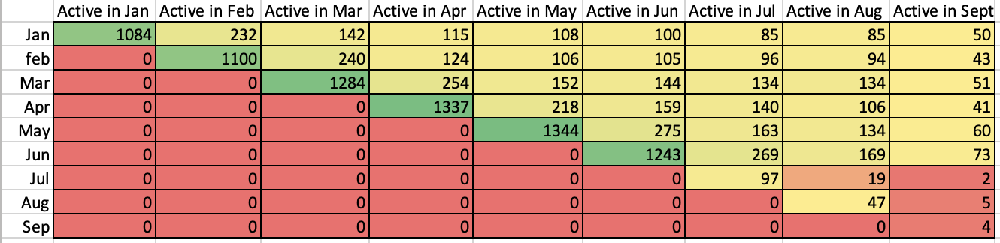 Active in Jan Active in Feb Active in Mar Active in Apr Active in May Active in Jun Active in Jul Active in Aug Active in Sept
Jan 1084 232 142 115 108 100 85 85 50
feb 0 1100 240 124 106 105 96 94 43
Mar 0 0 1284 254 152 144 134 134 51
Apr 0 0 0 1337 218 159 140 106 41
May 0 0 0 0 1344 275 163 134 60
Jun 0 0 0 0 0 1243 269 169 73
Jul 0 0 0 0 0 0 97 19 2
Aug 0 0 0 0 0 0 0 47 5
Sep 0 0 0 0 0 0 0 0 4